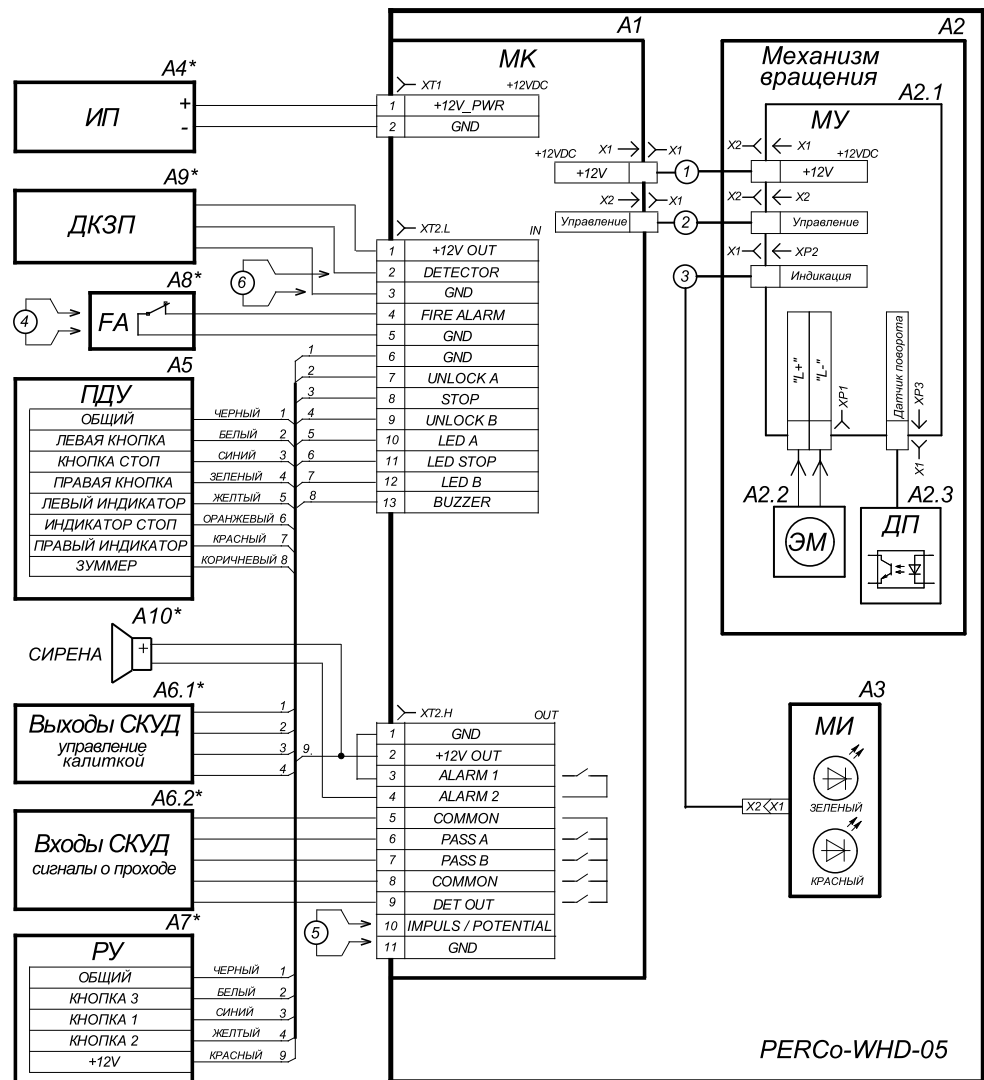 A1
A2
МК
Механизм
вращения
A4*
ИП
+
-
XT1
+12VDC
1 +12V_PWR
2 GND
A2.1
МУ
X1
X1
X2
X1
+12VDC
+12V
1
+12VDC
+12V
X2
X1
X2
X2
Управление
2
Управление
X1
XP2
3
Индикация
A9*
ДКЗП
XT2.L
IN
1 +12V OUT
2 DETECTOR
3 GND
4 FIRE ALARM
5 GND
6 GND
7 UNLOCK A
8 STOP
9 UNLOCK B
10 LED A
11 LED STOP
12 LED B
13 BUZZER
6
A8*
FA
4
1
2
3
4
5
6
7
8
A5
ПДУ
ОБЩИЙ ЧЕРНЫЙ 1
ЛЕВАЯ КНОПКА БЕЛЫЙ 2
КНОПКА СТОП СИНИЙ 3
ПРАВАЯ КНОПКА ЗЕЛЕНЫЙ 4
ЛЕВЫЙ ИНДИКАТОР ЖЕЛТЫЙ 5
ИНДИКАТОР СТОП ОРАНЖЕВЫЙ 6
ПРАВЫЙ ИНДИКАТОР КРАСНЫЙ 7
ЗУММЕР КОРИЧНЕВЫЙ 8
"L+"
"L-"
XP1
Датчик поворота
XP3
X1
A2.2
ЭМ
A2.3
ДП
A10*
СИРЕНА
+
A6.1*
Выходы СКУД
управление
калиткой
1
2
3
4
9
XT2.H
OUT
1 GND
2 +12V OUT
3 ALARM 1
4 ALARM 2
5 COMMON
6 PASS A
7 PASS B
8 COMMON
9 DET OUT
10 IMPULS / POTENTIAL
11 GND
A6.2*
Входы СКУД
сигналы о проходе
5
A3
МИ
X2
X1
ЗЕЛЕНЫЙ
КРАСНЫЙ
A7*
РУ
ОБЩИЙ ЧЕРНЫЙ 1
КНОПКА 3 БЕЛЫЙ 2
КНОПКА 1 СИНИЙ 3
КНОПКА 2 ЖЕЛТЫЙ 4
+12V КРАСНЫЙ 9
PERCo-WHD-05